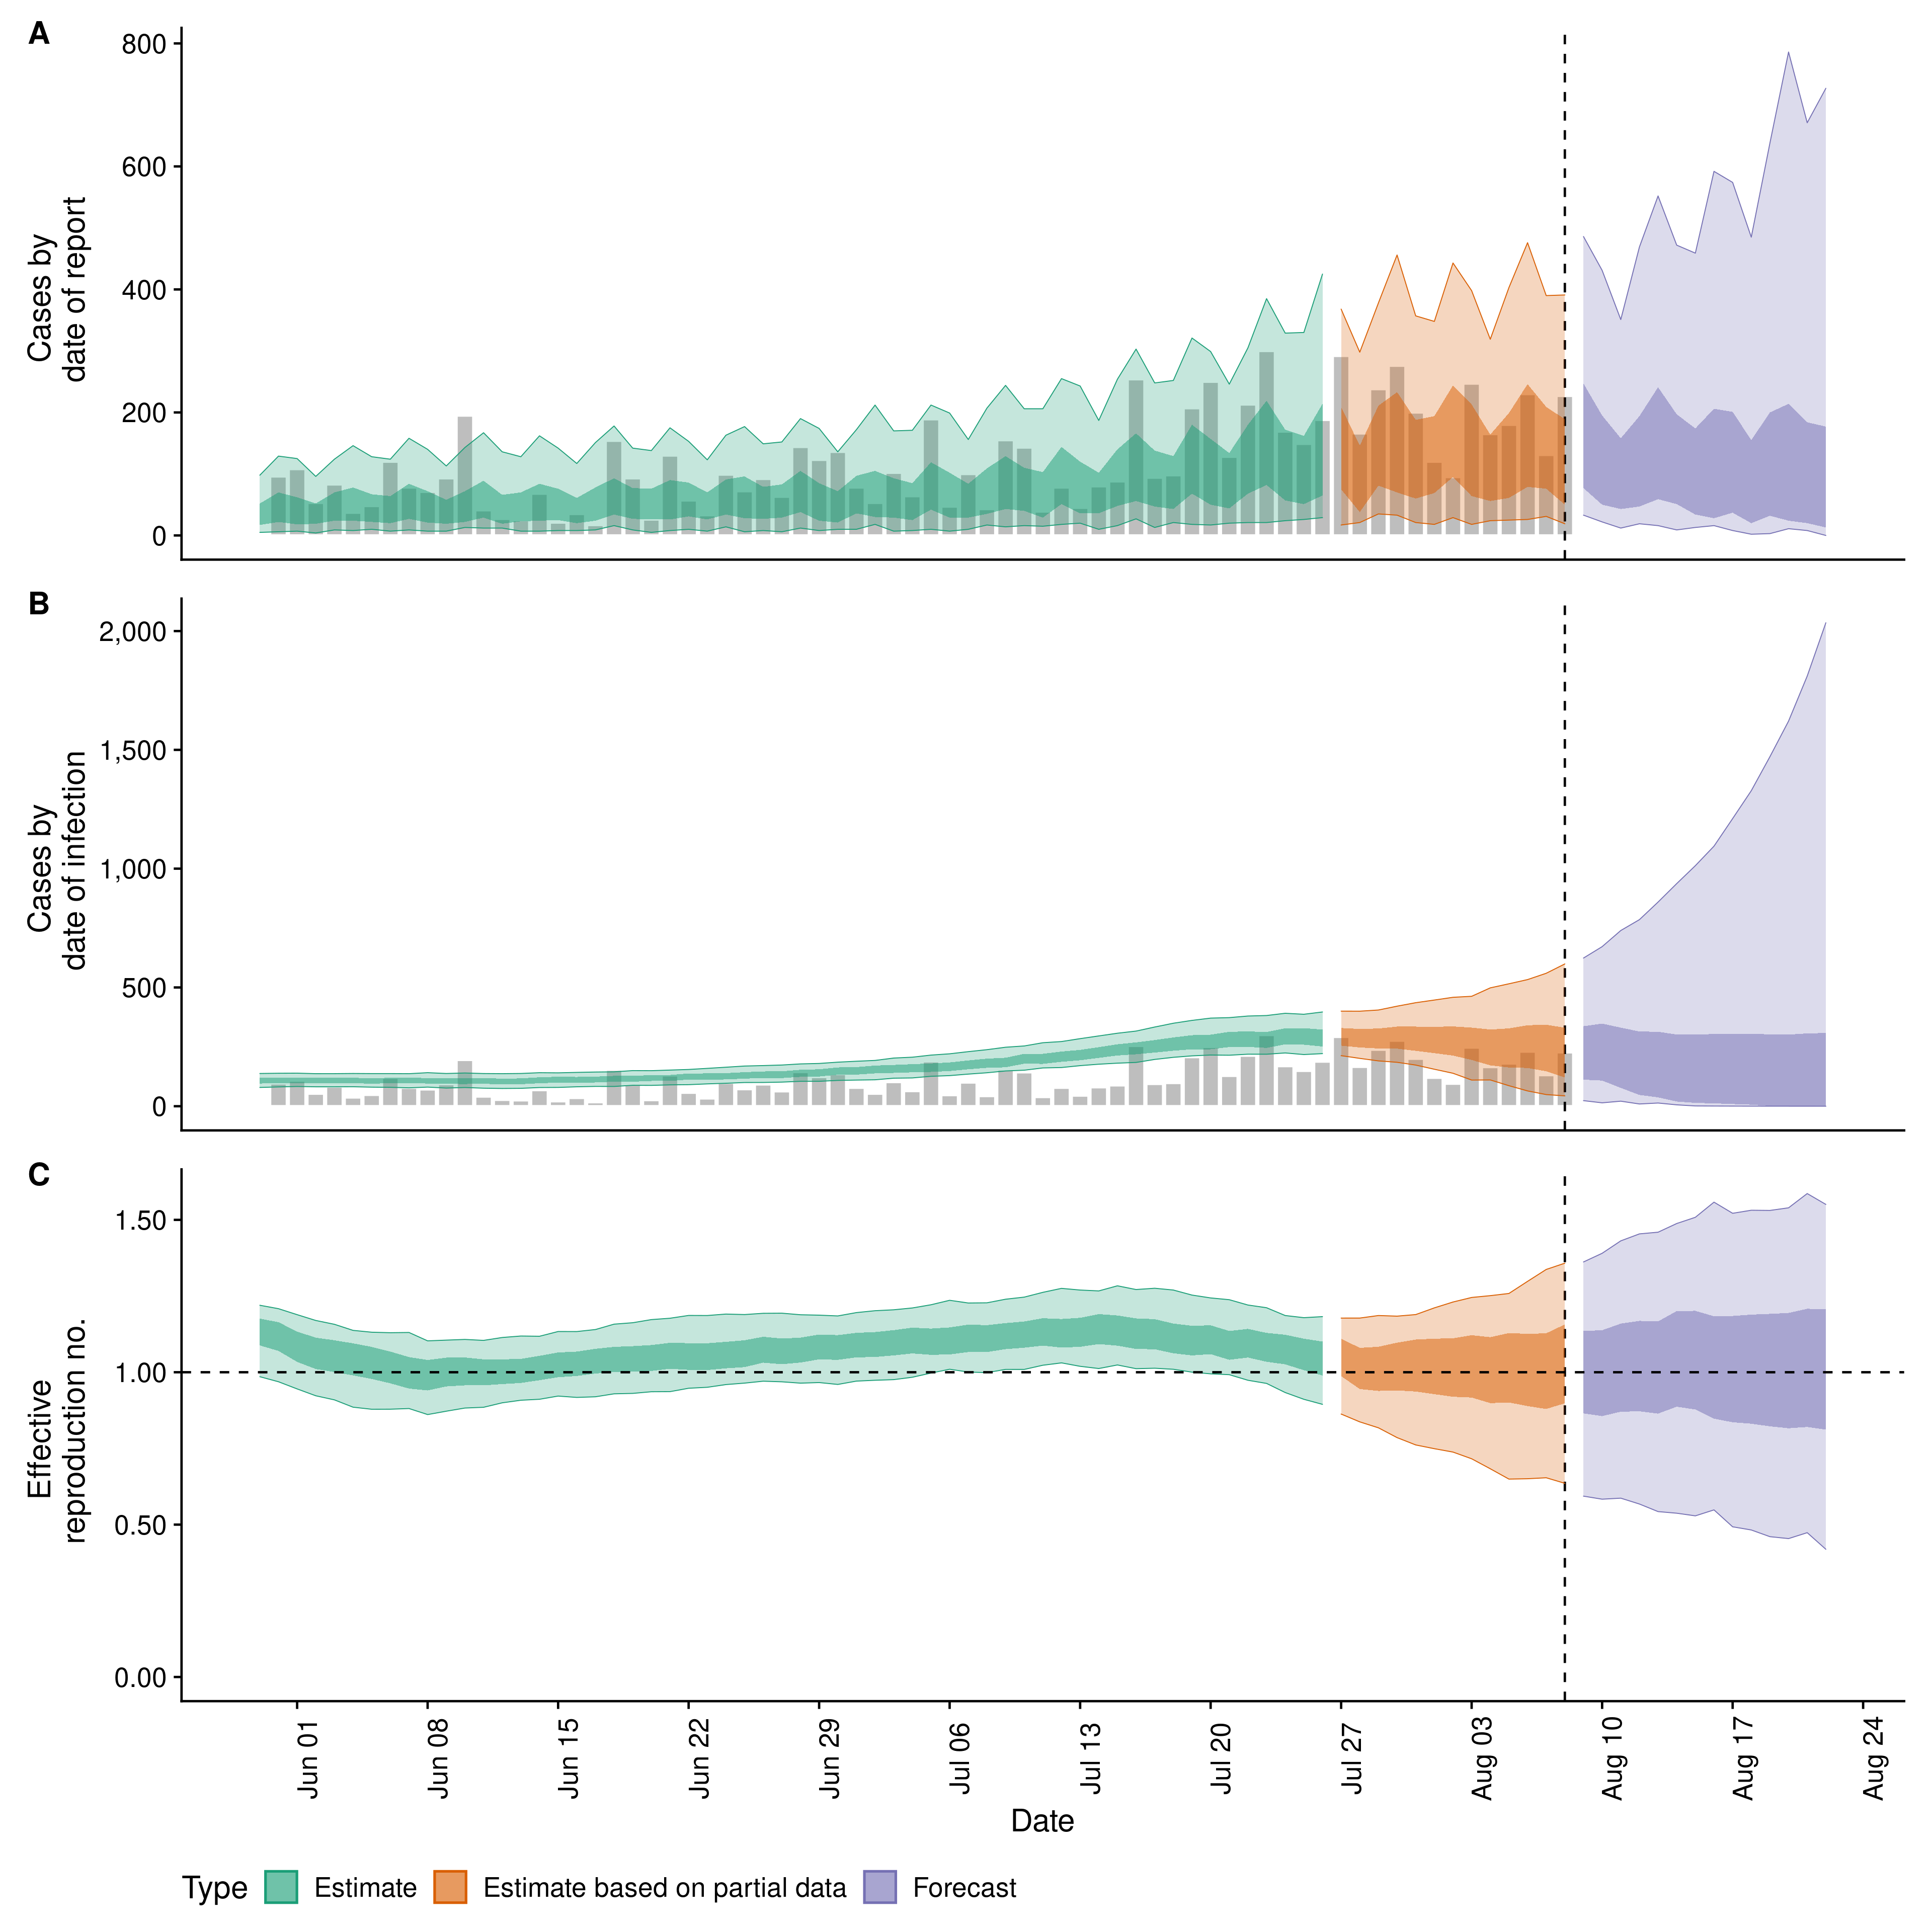 A
800
600
400
200
0
Cases by
date of report
B
2,000
1,500
1,000
500
0
Cases by
date of infection
C
1.50
1.00
0.50
0.00
Effective
reproduction no.
Jun 01
Jun 08
Jun 15
Jun 22
Jun 29
Jul 06
Jul 13
Jul 20
Jul 27
Aug 03
Aug 10
Aug 17
Aug 24
Date
Type Estimate Estimate based on partial data Forecast